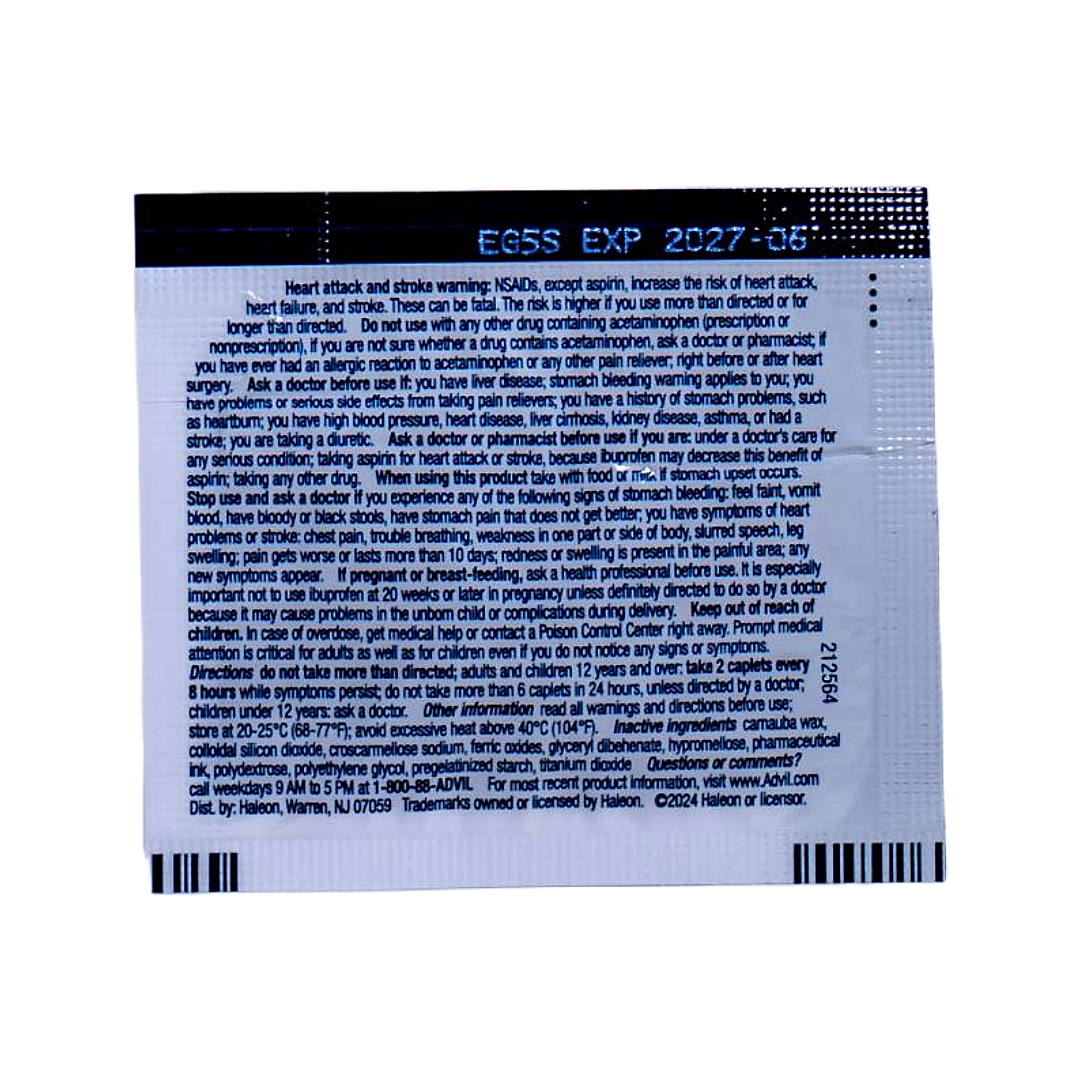 EG5S EXP 2027-06
Heart attack and stroke warning: NSAIDs, except aspirin, increase the risk of heart attack,
heart failure, and stroke. These can be fatal. The risk is higher if you use more than directed or for
longer than directed. Do not use with any other drug containing acetaminophen (prescription or
nonprescription), if you are not sure whether a drug contains acetaminophen, ask a doctor or pharmacist; if
you have ever had an allergic reaction to acetaminophen or any other pain reliever; right before or after heart
surgery. Ask a doctor before use if: you have liver disease; stomach bleeding warning applies to you; you
have problems or serious side effects from taking pain relievers; you have a history of stomach problems, such
as heartburn; you have high blood pressure, heart disease, liver cirrhosis, kidney disease, asthma, or had a
stroke; you are taking a diuretic. Ask a doctor or pharmacist before use if you are: under a doctor's care for
any serious condition; taking aspirin for heart attack or stroke, because ibuprofen may decrease this benefit of
aspirin; taking any other drug. When using this product take with food or milk if stomach upset occurs.
Stop use and ask a doctor if you experience any of the following signs of stomach bleeding: feel faint, vomit
blood, have bloody or black stools, have stomach pain that does not get better; you have symptoms of heart
problems or stroke: chest pain, trouble breathing, weakness in one part or side of body, slurred speech, leg
swelling; pain gets worse or lasts more than 10 days; redness or swelling is present in the painful area; any
new symptoms appear. If pregnant or breast-feeding, ask a health professional before use. It is especially
important not to use ibuprofen at 20 weeks or later in pregnancy unless definitely directed to do so by a doctor
because it may cause problems in the unborn child or complications during delivery. Keep out of reach of
children. In case of overdose, get medical help or contact a Poison Control Center right away. Prompt medical
attention is critical for adults as well as for children even if you do not notice any signs or symptoms.
Directions do not take more than directed; adults and children 12 years and over: take 2 caplets every
8 hours while symptoms persist; do not take more than 6 caplets in 24 hours, unless directed by a doctor;
children under 12 years: ask a doctor. Other information read all warnings and directions before use;
store at 20-25°C (68-77°F); avoid excessive heat above 40°C (104°F). Inactive ingredients carnauba wax,
colloidal silicon dioxide, croscarmellose sodium, ferric oxides, glyceryl dibehenate, hypromellose, pharmaceutical
ink, polydextrose, polyethylene glycol, pregelatinized starch, titanium dioxide Questions or comments?
call weekdays 9 AM to 5 PM at 1-800-88-ADVIL For most recent product information, visit www.Advil.com
Dist. by: Haleon, Warren, NJ 07059 Trademarks owned or licensed by Haleon. ©2024 Haleon or licensor.
212564